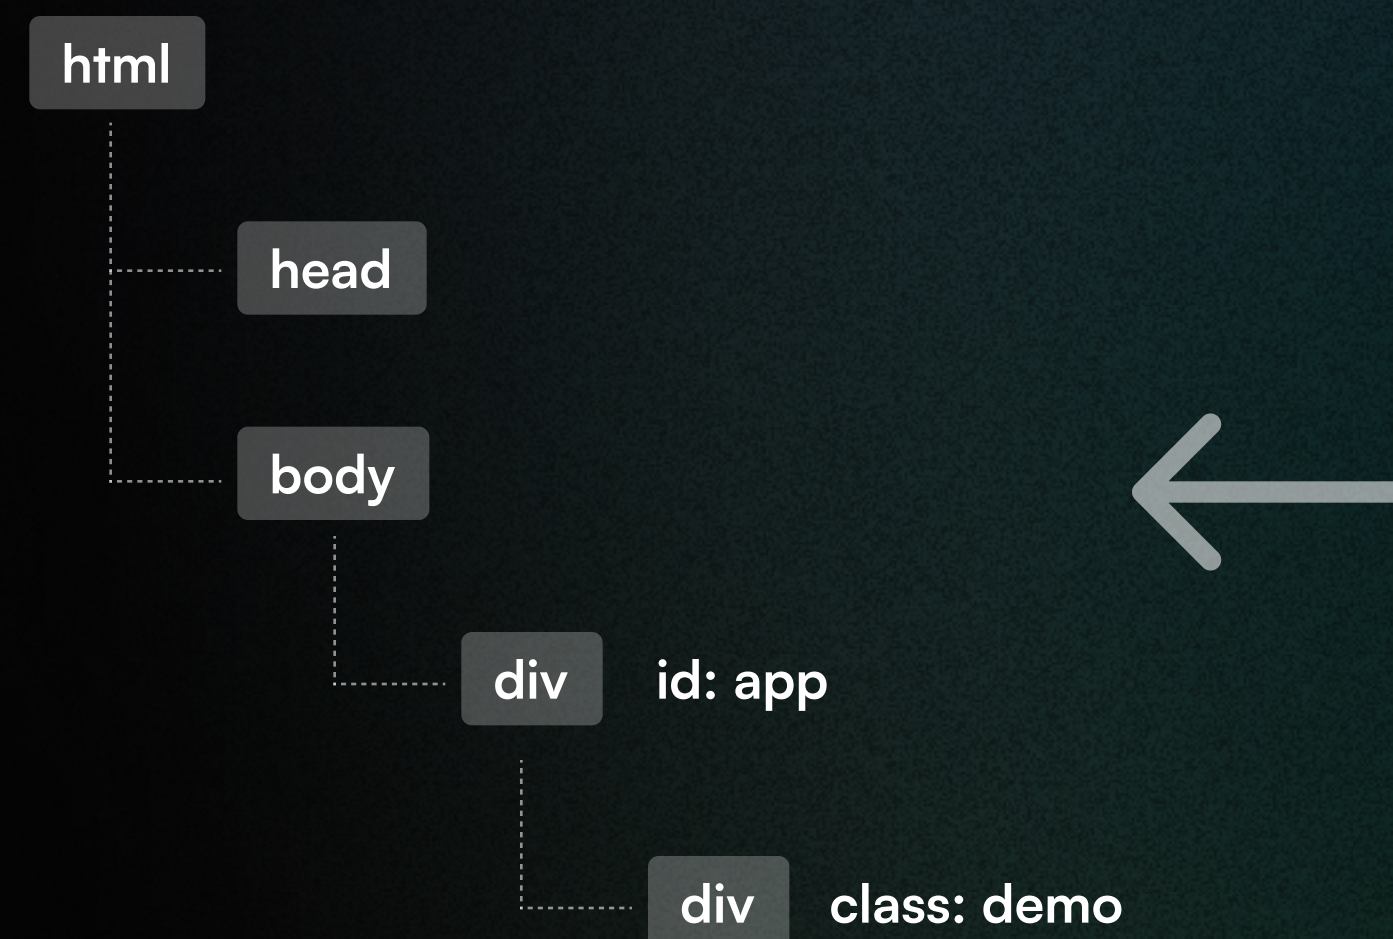 html
head
body
div id: app
div class: demo